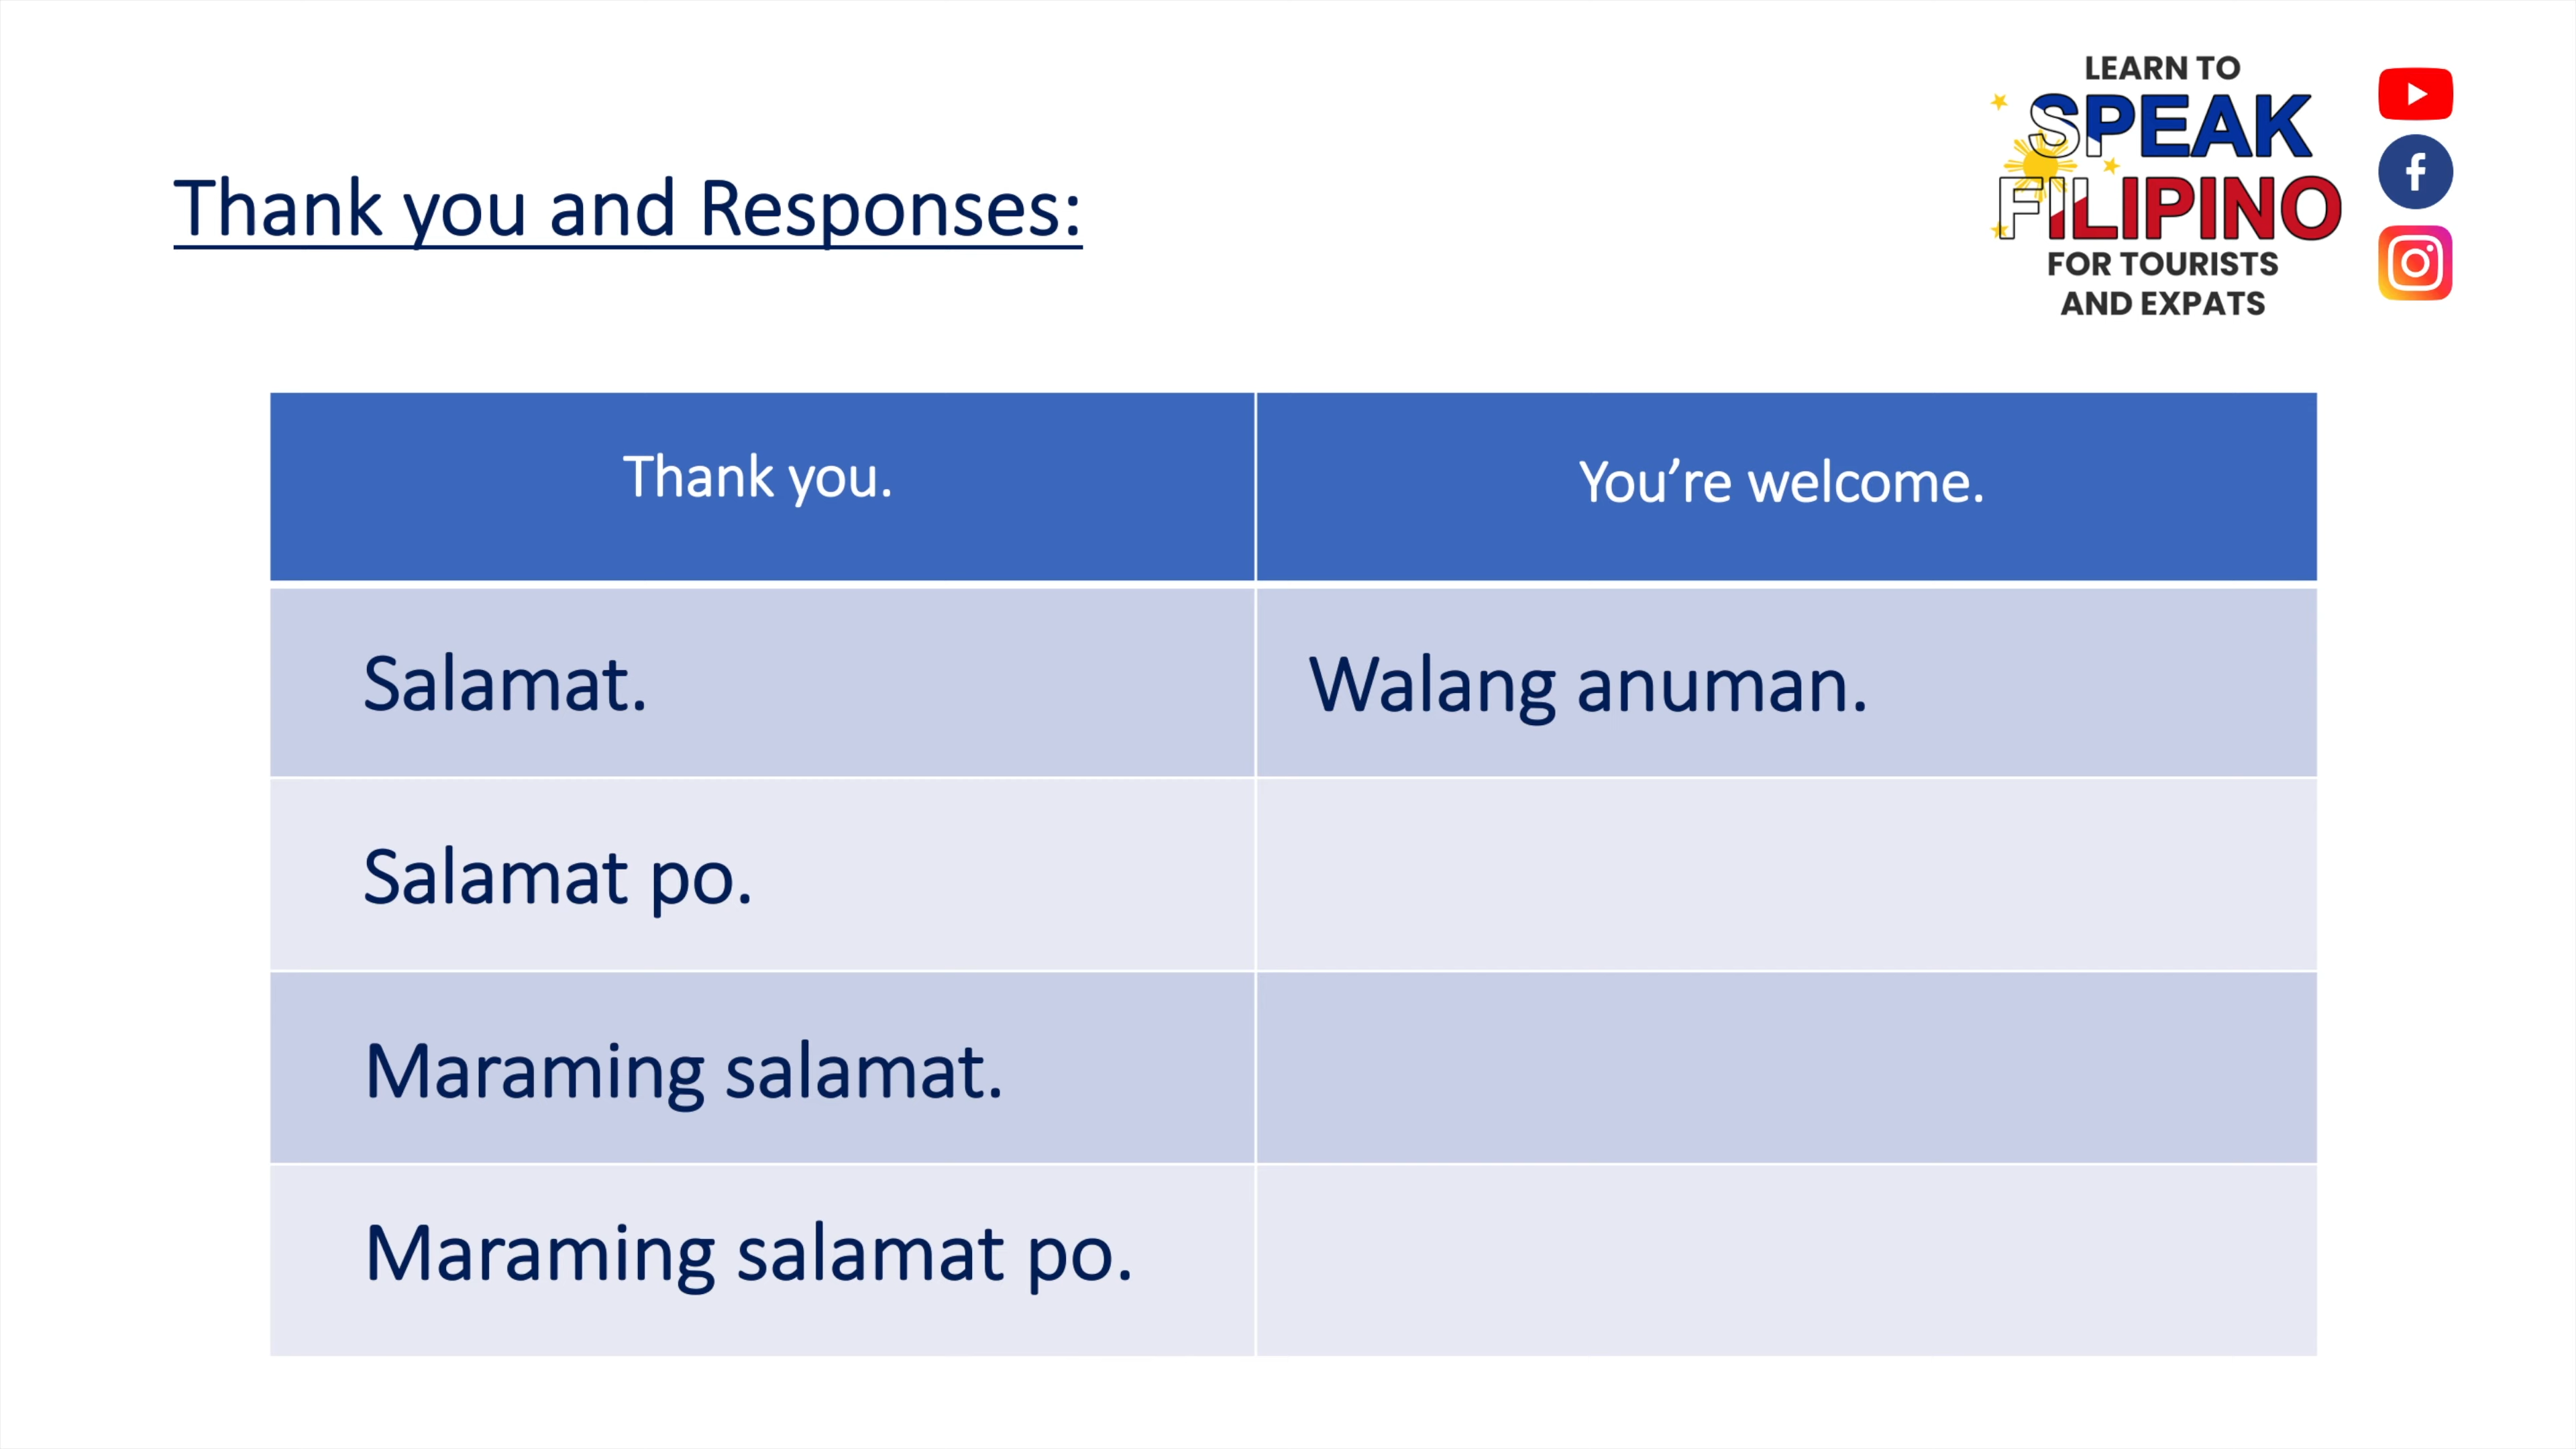 LEARN TO
SPEAK
FILIPINO
FOR TOURISTS
AND EXPATS
Thank you and Responses:
Thank you.
You’re welcome.
Salamat.
Walang anuman.
Salamat po.
Maraming salamat.
Maraming salamat po.